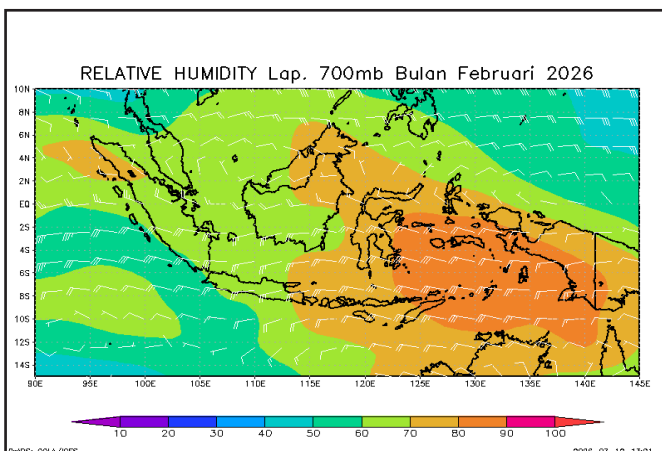 RELATIVE HUMIDITY Lap. 700mb Bulan Februari 2026
10N
8N
6N
4N
2N
EQ
2S
4S
6S
8S
10S
12S
14S
90E 95E 100E 105E 110E 115E 120E 125E 130E 135E 140E 145E
10 20 30 40 50 60 70 80 90 100